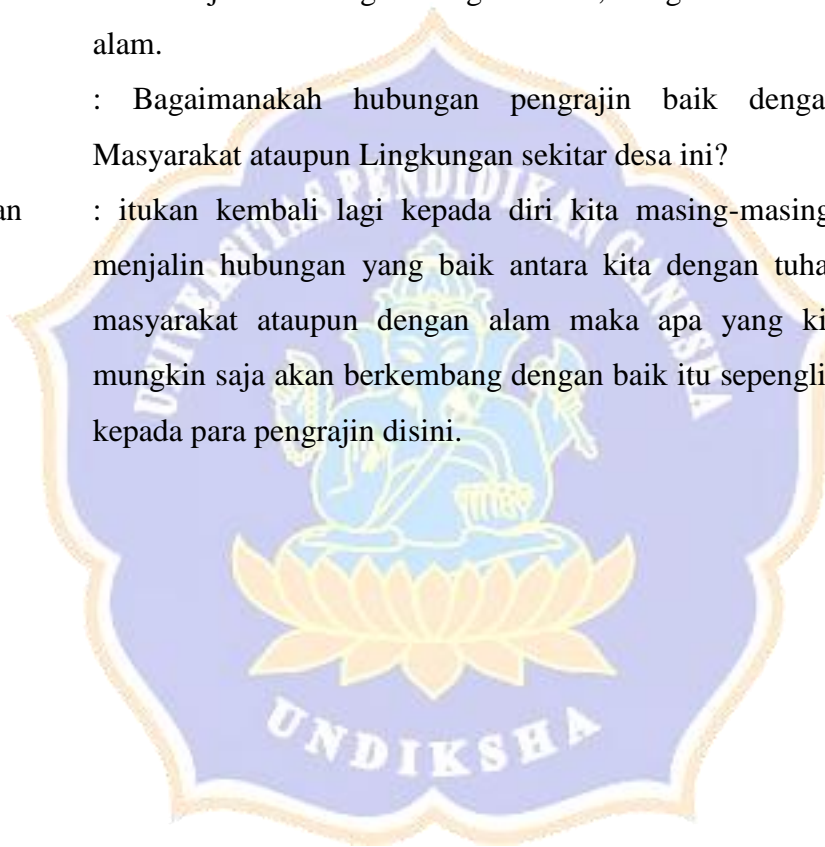 alam.
: Bagaimanakah hubungan pengrajin baik denga
Masyarakat ataupun Lingkungan sekitar desa ini?
an : itukan kembali lagi kepada diri kita masing-masing
menjalin hubungan yang baik antara kita dengan tuha
masyarakat ataupun dengan alam maka apa yang ki
mungkin saja akan berkembang dengan baik itu sepengli
kepada para pengrajin disini.
UNIVERSITAS PENDIDIKAN GANESHA
UNDIKSHA